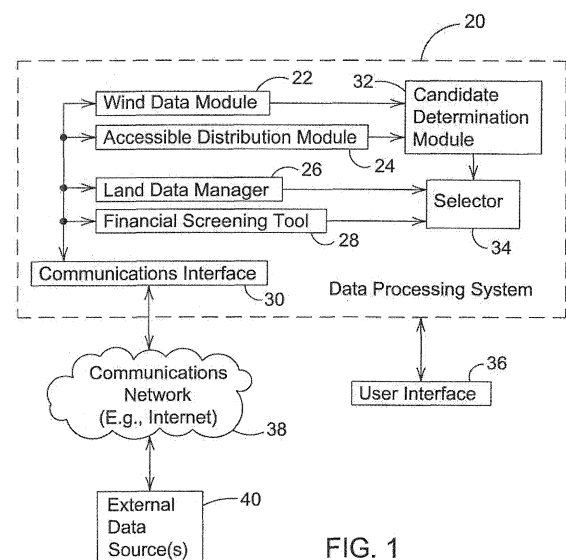 20
22
32
Wind Data Module
Candidate
Determination
Module
Accessible Distribution Module
24
26
Land Data Manager
Selector
Financial Screening Tool
28
34
Communications Interface
30
Data Processing System
Communications
Network
(E.g., Internet)
38
36
User Interface
40
External
Data
Source(s)
FIG. 1